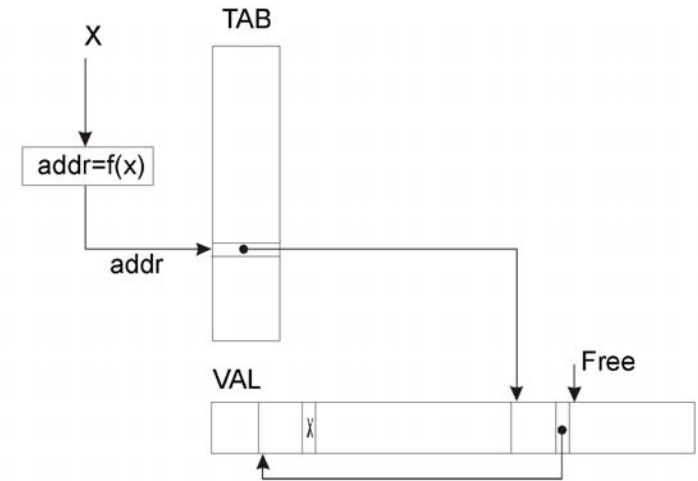 TAB
X
addr=f(x)
addr
Free
VAL
X